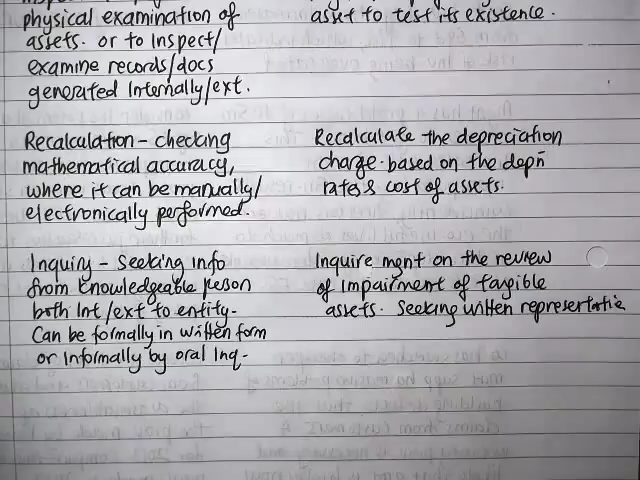 physical examination of
assets. or to inspect/
examine records/docs
generated Internally/ext.
asset to test its existence.
Recalculation - checking
mathematical accuracy,
where it can be manually/
electronically performed.
Recalculate the depreciation
charge. based on the depn
rates & cost of assets.
Inquiry - seeking info
from knowledgeable person
both Int/ext to entity.
Can be formally in written form
or informally by oral Inq-
Inquire mgnt on the review
of impairment of tangible
assets. Seeking written